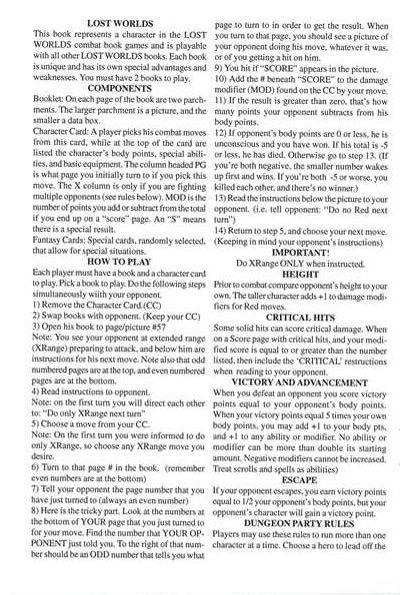 LOST WORLDS
This book represents a character in the LOST
WORLDS combat book games and is playable
with all other LOST WORLDS books. Each book
is unique and has its own special advantages and
weaknesses. You must have 2 books to play.
COMPONENTS
Booklet: On each page of the book are two parch-
ments. The larger parchment is a picture, and the
smaller a data box.
Character Card: A player picks his combat moves
from this card, while at the top of the card are
listed the character's body points, special abili-
ties, and basic equipment. The column headed PG
is what page you initially turn to if you pick this
move. The X column is only if you are fighting
multiple opponents (see rules below). MOD is the
number of points you add or subtract from the total
if you end up on a "score" page. An "S" means
there is a special result.
Fantasy Cards: Special cards, randomly selected,
that allow for special situations.
HOW TO PLAY
Each player must have a book and a character card
to play. Pick a book to play. Do the following steps
simultaneously with your opponent:
1) Remove the Character Card.(CC)
2) Swap books with opponent. (Keep your CC)
3) Open his book to page/picture #57
Note: You see your opponent at extended range
(XRange) preparing to attack, and below him are
instructions for his next move. Note also that odd
numbered pages are at the top, and even numbered
pages are at the bottom.
4) Read instructions to opponent.
Note: on the first turn you will direct each other
to: "Do only XRange next turn"
5) Choose a move from your CC.
Note: On the first turn you were informed to do
only XRange, so choose any XRange move you
desire.
6) Turn to that page # in the book. (remember
even numbers are at the bottom)
7) Tell your opponent the page number that you
have just turned to (always an even number)
8) Here is the tricky part. Look at the numbers at
the bottom of YOUR page that you just turned to
for your move. Find the number that YOUR OP-
PONENT just told you. To the right of that num-
ber should be an ODD number that tells you what
page to turn to in order to get the result. When
you turn to that page, you should see a picture of
your opponent doing his move, whatever it was,
or of you getting a hit on him.
9) You hit if "SCORE" appears in the picture.
10) Add the # beneath "SCORE" to the damage
modifier (MOD) found on the CC by your move.
11) If the result is greater than zero, that's how
many points your opponent subtracts from his
body points.
12) If opponent's body points are 0 or less, he is
unconscious and you have won. If his total is -5
or less, he has died. Otherwise go to step 13. (If
you're both negative, the smaller number wakes
up first and wins. If you're both -5 or worse, you
killed each other, and there's no winner.)
13) Read the instructions below the picture to your
opponent. (i.e. tell opponent: "Do no Red next
turn")
14) Return to step 5, and choose your next move.
(Keeping in mind your opponent's instructions)
IMPORTANT!
Do XRange ONLY when instructed.
HEIGHT
Prior to combat compare opponent's height to your
own. The taller character adds +1 to damage modi-
fiers for Red moves.
CRITICAL HITS
Some solid hits can score critical damage. When
on a Score page with critical hits, and your modi-
fied score is equal to or greater than the number
listed, then include the 'CRITICAL' restrictions
when reading to your opponent.
VICTORY AND ADVANCEMENT
When you defeat an opponent you score victory
points equal to your opponent's body points.
When your victory points equal 5 times your own
body points, you may add +1 to your body pts,
and +1 to any ability or modifier. No ability or
modifier can be more than double its starting
amount. Negative modifiers cannot be increased.
Treat scrolls and spells as abilities)
ESCAPE
If your opponent escapes, you earn victory points
equal to 1/2 your opponent's body points, but your
opponent's character will gain a victory point.
DUNGEON PARTY RULES
Players may use these rules to run more than one
character at a time. Choose a hero to lead off the